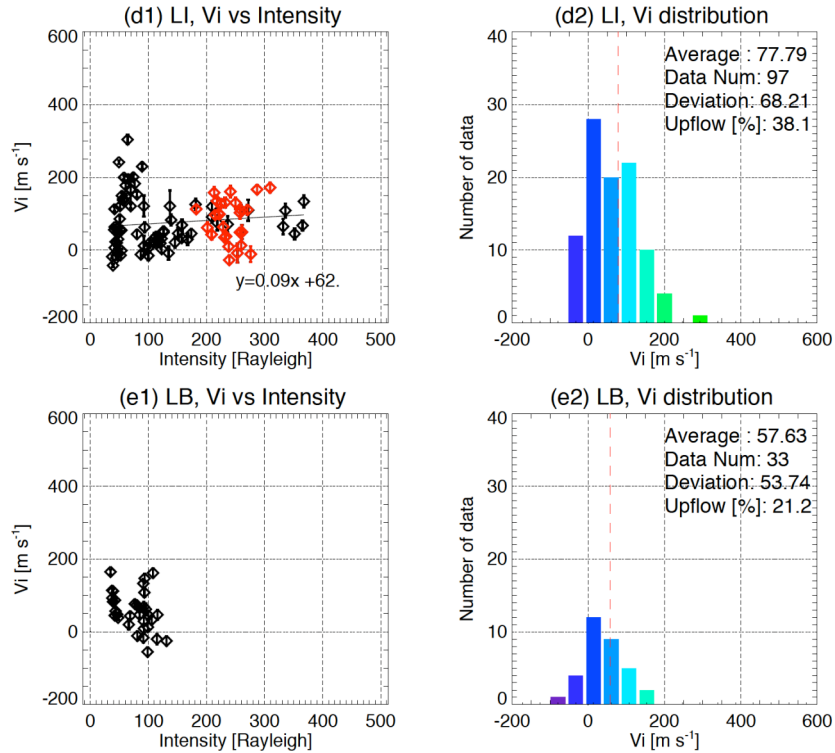 (d1) LI, Vi vs Intensity
600
400
200
0
-200
Vi [m s⁻¹]
y=0.09x +62.
0 100 200 300 400 500
Intensity [Rayleigh]
(d2) LI, Vi distribution
Average : 77.79
Data Num: 97
Deviation: 68.21
Upflow [%]: 38.1
40
30
20
10
0
Number of data
-200 0 200 400 600
Vi [m s⁻¹]
(e1) LB, Vi vs Intensity
600
400
200
0
-200
Vi [m s⁻¹]
0 100 200 300 400 500
Intensity [Rayleigh]
(e2) LB, Vi distribution
Average : 57.63
Data Num: 33
Deviation: 53.74
Upflow [%]: 21.2
40
30
20
10
0
Number of data
-200 0 200 400 600
Vi [m s⁻¹]